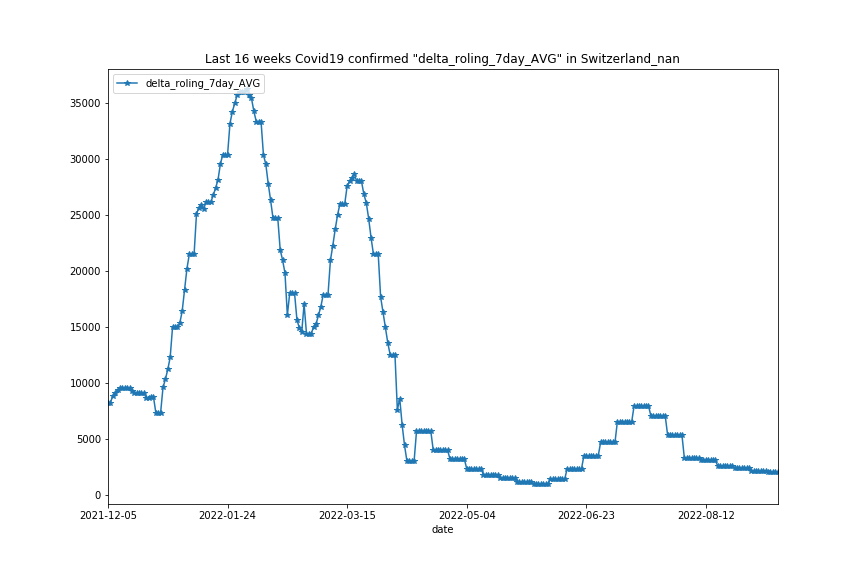 Last 16 weeks Covid19 confirmed "delta_roling_7day_AVG" in Switzerland_nan
delta_roling_7day_AVG
35000
30000
25000
20000
15000
10000
5000
0
2021-12-05 2022-01-24 2022-03-15 2022-05-04 2022-06-23 2022-08-12
date